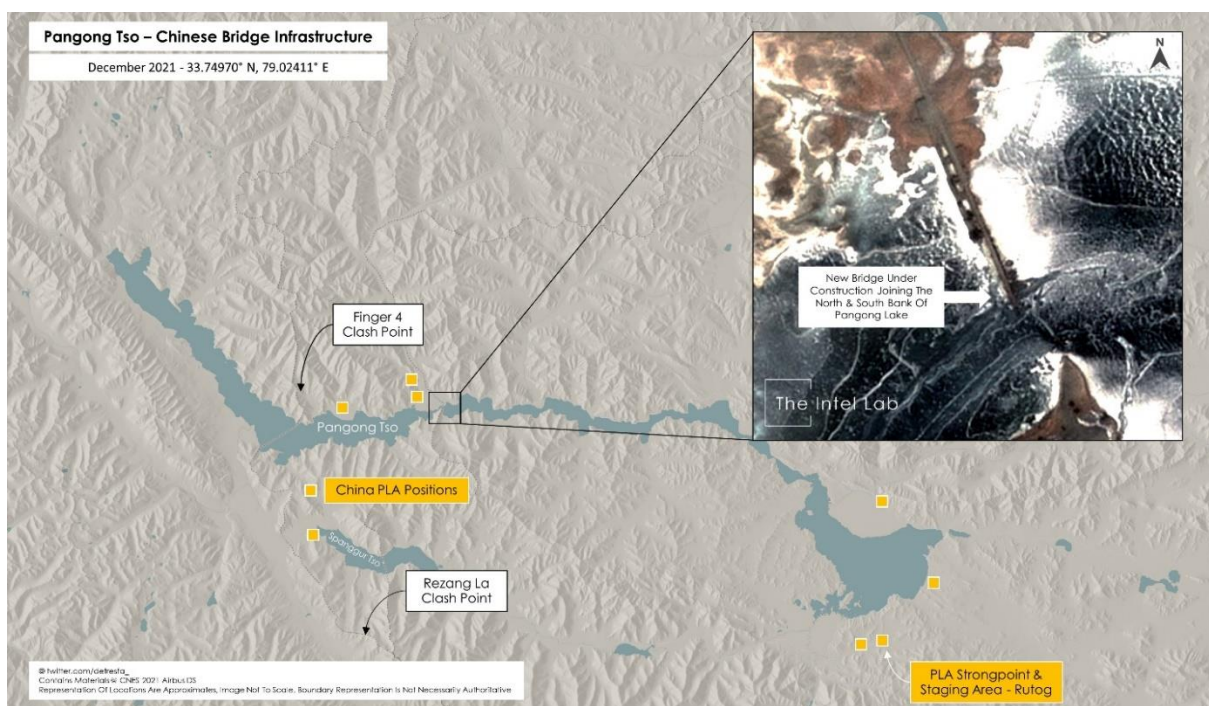 Pangong Tso – Chinese Bridge Infrastructure
December 2021 - 33.74970° N, 79.02411° E
N
New Bridge Under
Construction Joining The
North & South Bank Of
Pangong Lake
The Intel Lab
Finger 4
Clash Point
Pangong Tso
China PLA Positions
Spanggur Tso
Rezang La
Clash Point
PLA Strongpoint &
Staging Area - Rutog
@ twitter.com/detresfa_
Contains Materials © CNES 2021 Airbus DS
Representation Of Locations Are Approximates, Image Not To Scale. Boundary Representation Is Not Necessarily Authoritative